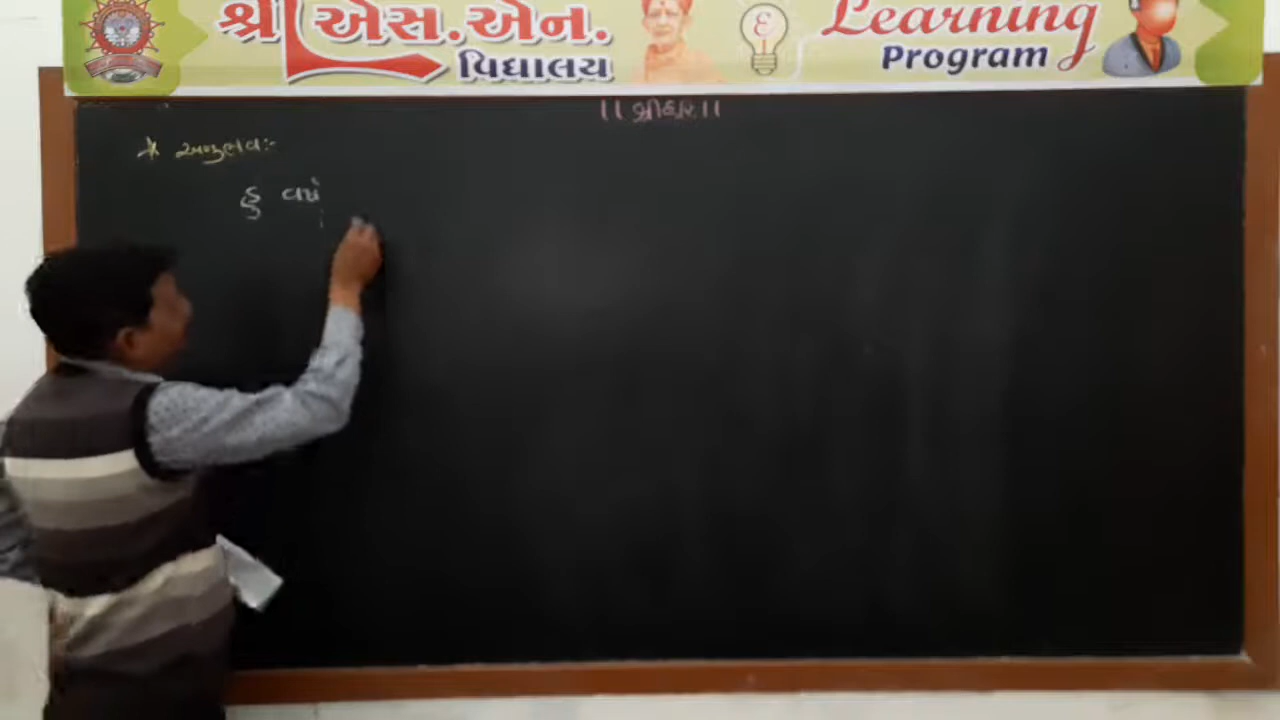 શ્રી એસ. એન.
વિદ્યાલય
Learning
Program
।। શ્રીહરિ ।।
* અનુભવ :-
હું વર્ષા